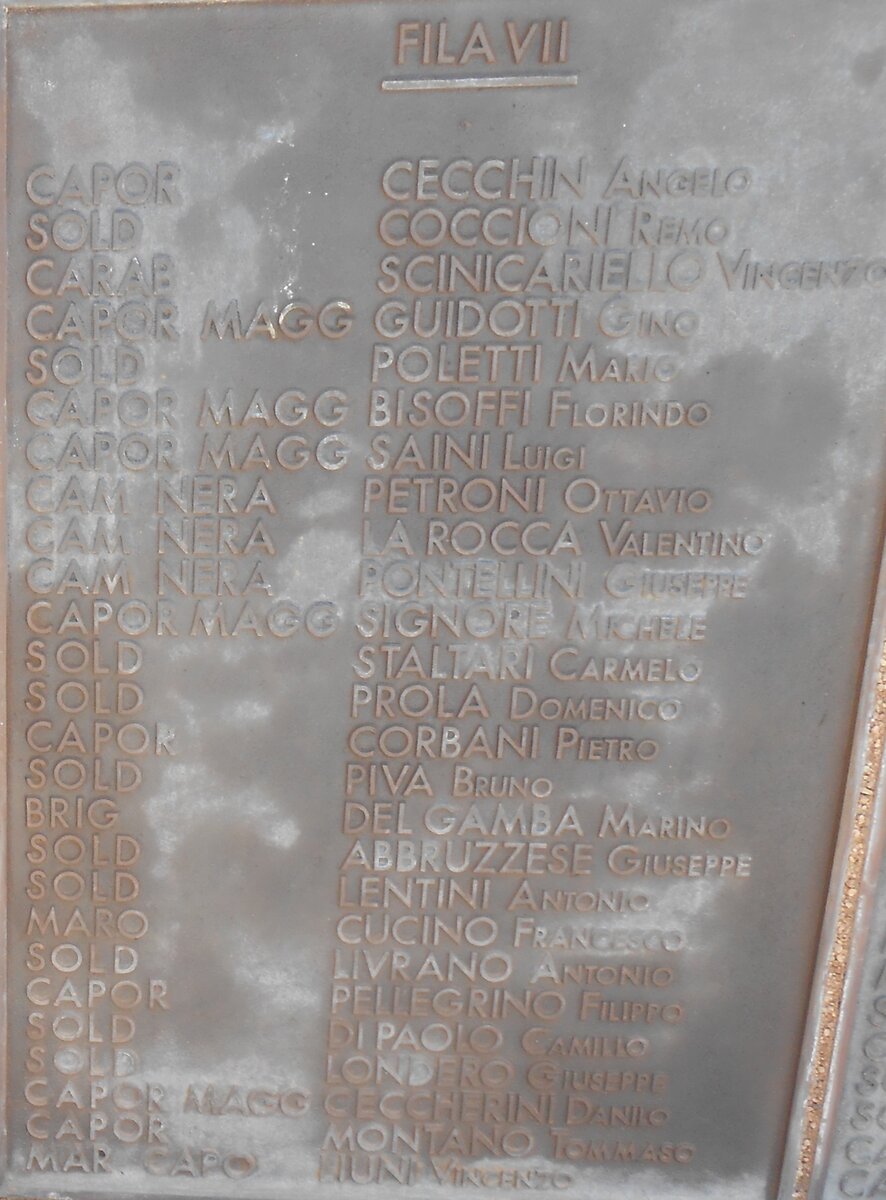 FILA VII
CAPOR CECCHIN ANGELO
SOLD COCCIONI REMO
CARAB SCINICARIELLO VINCENZO
CAPOR MAGG GUIDOTTI GINO
SOLD POLETTI MARIO
CAPOR MAGG BISOFFI FLORINDO
CAPOR MAGG SAINI LUIGI
CAM NERA PETRONI OTTAVIO
CAM NERA LA ROCCA VALENTINO
CAM NERA PONTELLINI GIUSEPPE
CAPOR MAGG SIGNORE MICHELE
SOLD STALTARI CARMELO
SOLD PROLA DOMENICO
CAPOR CORBANI PIETRO
SOLD PIVA BRUNO
BRIG DEL GAMBA MARINO
SOLD ABBRUZZESE GIUSEPPE
SOLD LENTINI ANTONIO
MARO CUCINO FRANCESCO
SOLD LIVRANO ANTONIO
CAPOR PELLEGRINO FILIPPO
SOLD DI PAOLO CAMILLO
SOLD LONDERO GIUSEPPE
CAPOR MAGG CECCHERINI DANILO
CAPOR MONTANO TOMMASO
MAR CAPO VINCENZO